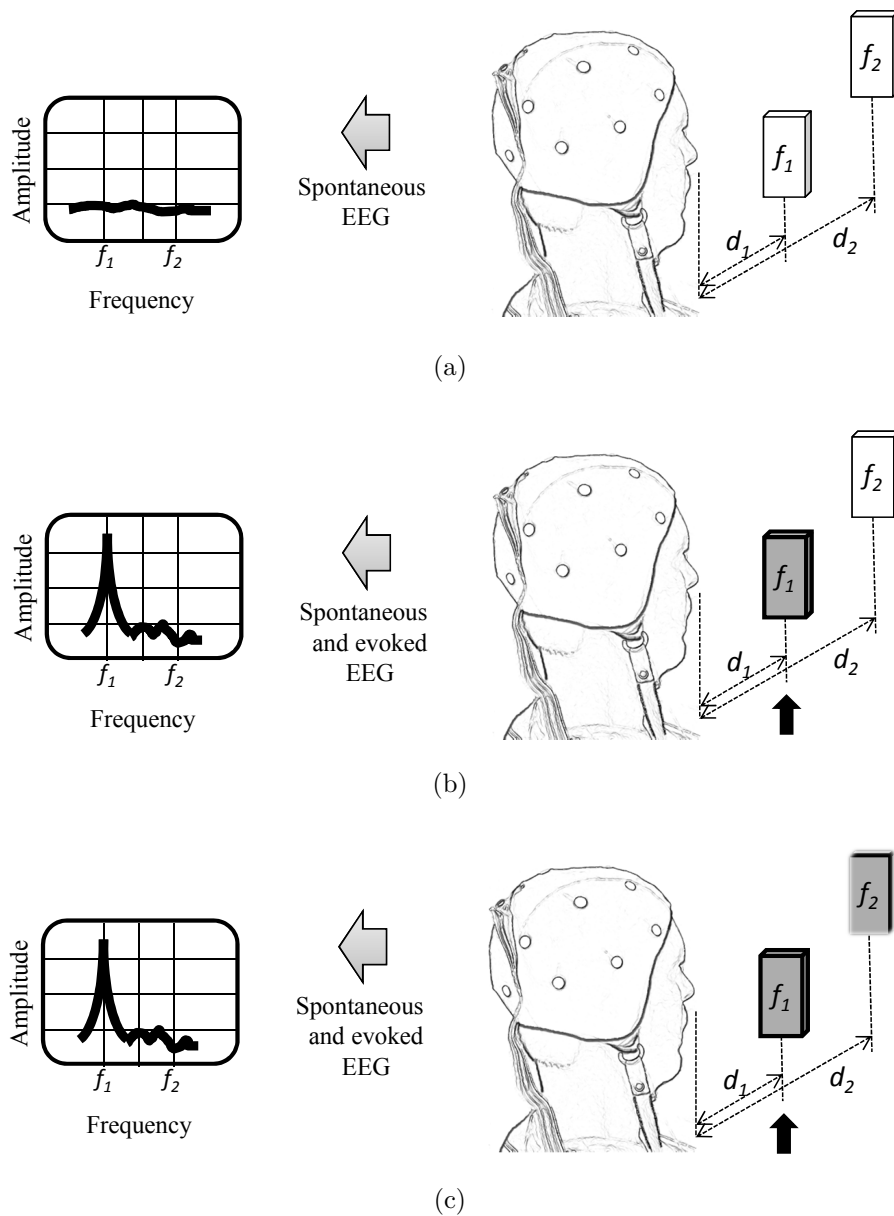 f2
f1
Amplitude
Spontaneous
EEG
d1
d2
f1 f2
Frequency
(a)
f2
f1
Amplitude
Spontaneous
and evoked
EEG
d1
d2
f1 f2
Frequency
(b)
f2
f1
Amplitude
Spontaneous
and evoked
EEG
d1
d2
f1 f2
Frequency
(c)